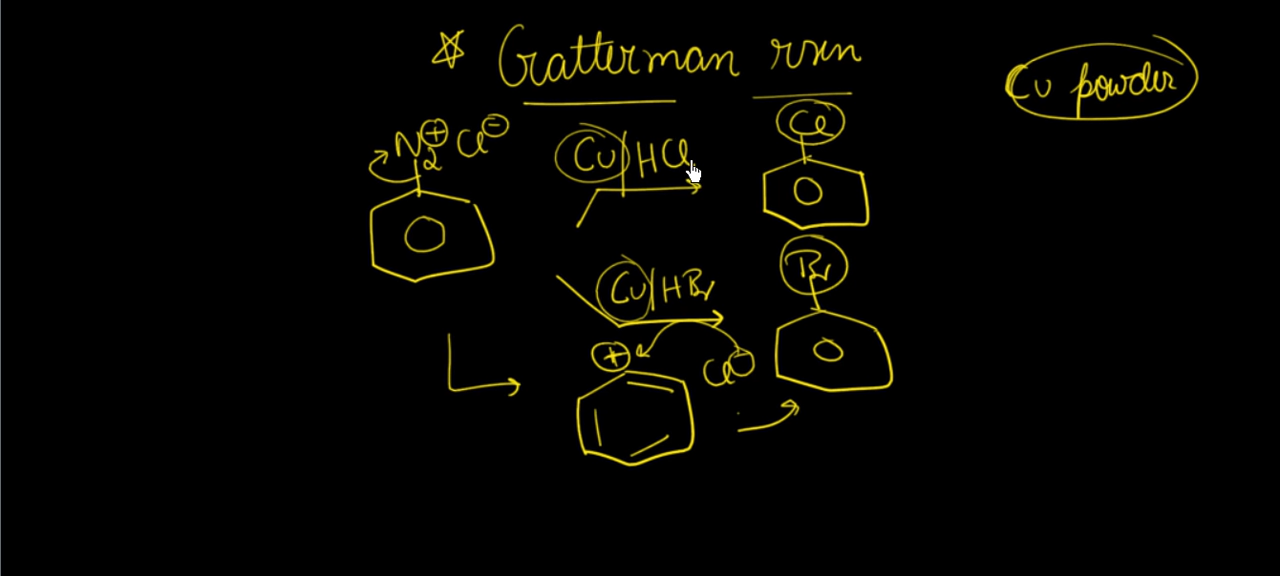 ☆ Gatterman rxn
Cu powder
N₂⊕ Cl⊖
Cu/HCl
Cl
Cu/HBr
Br
⊕
Cl⊖